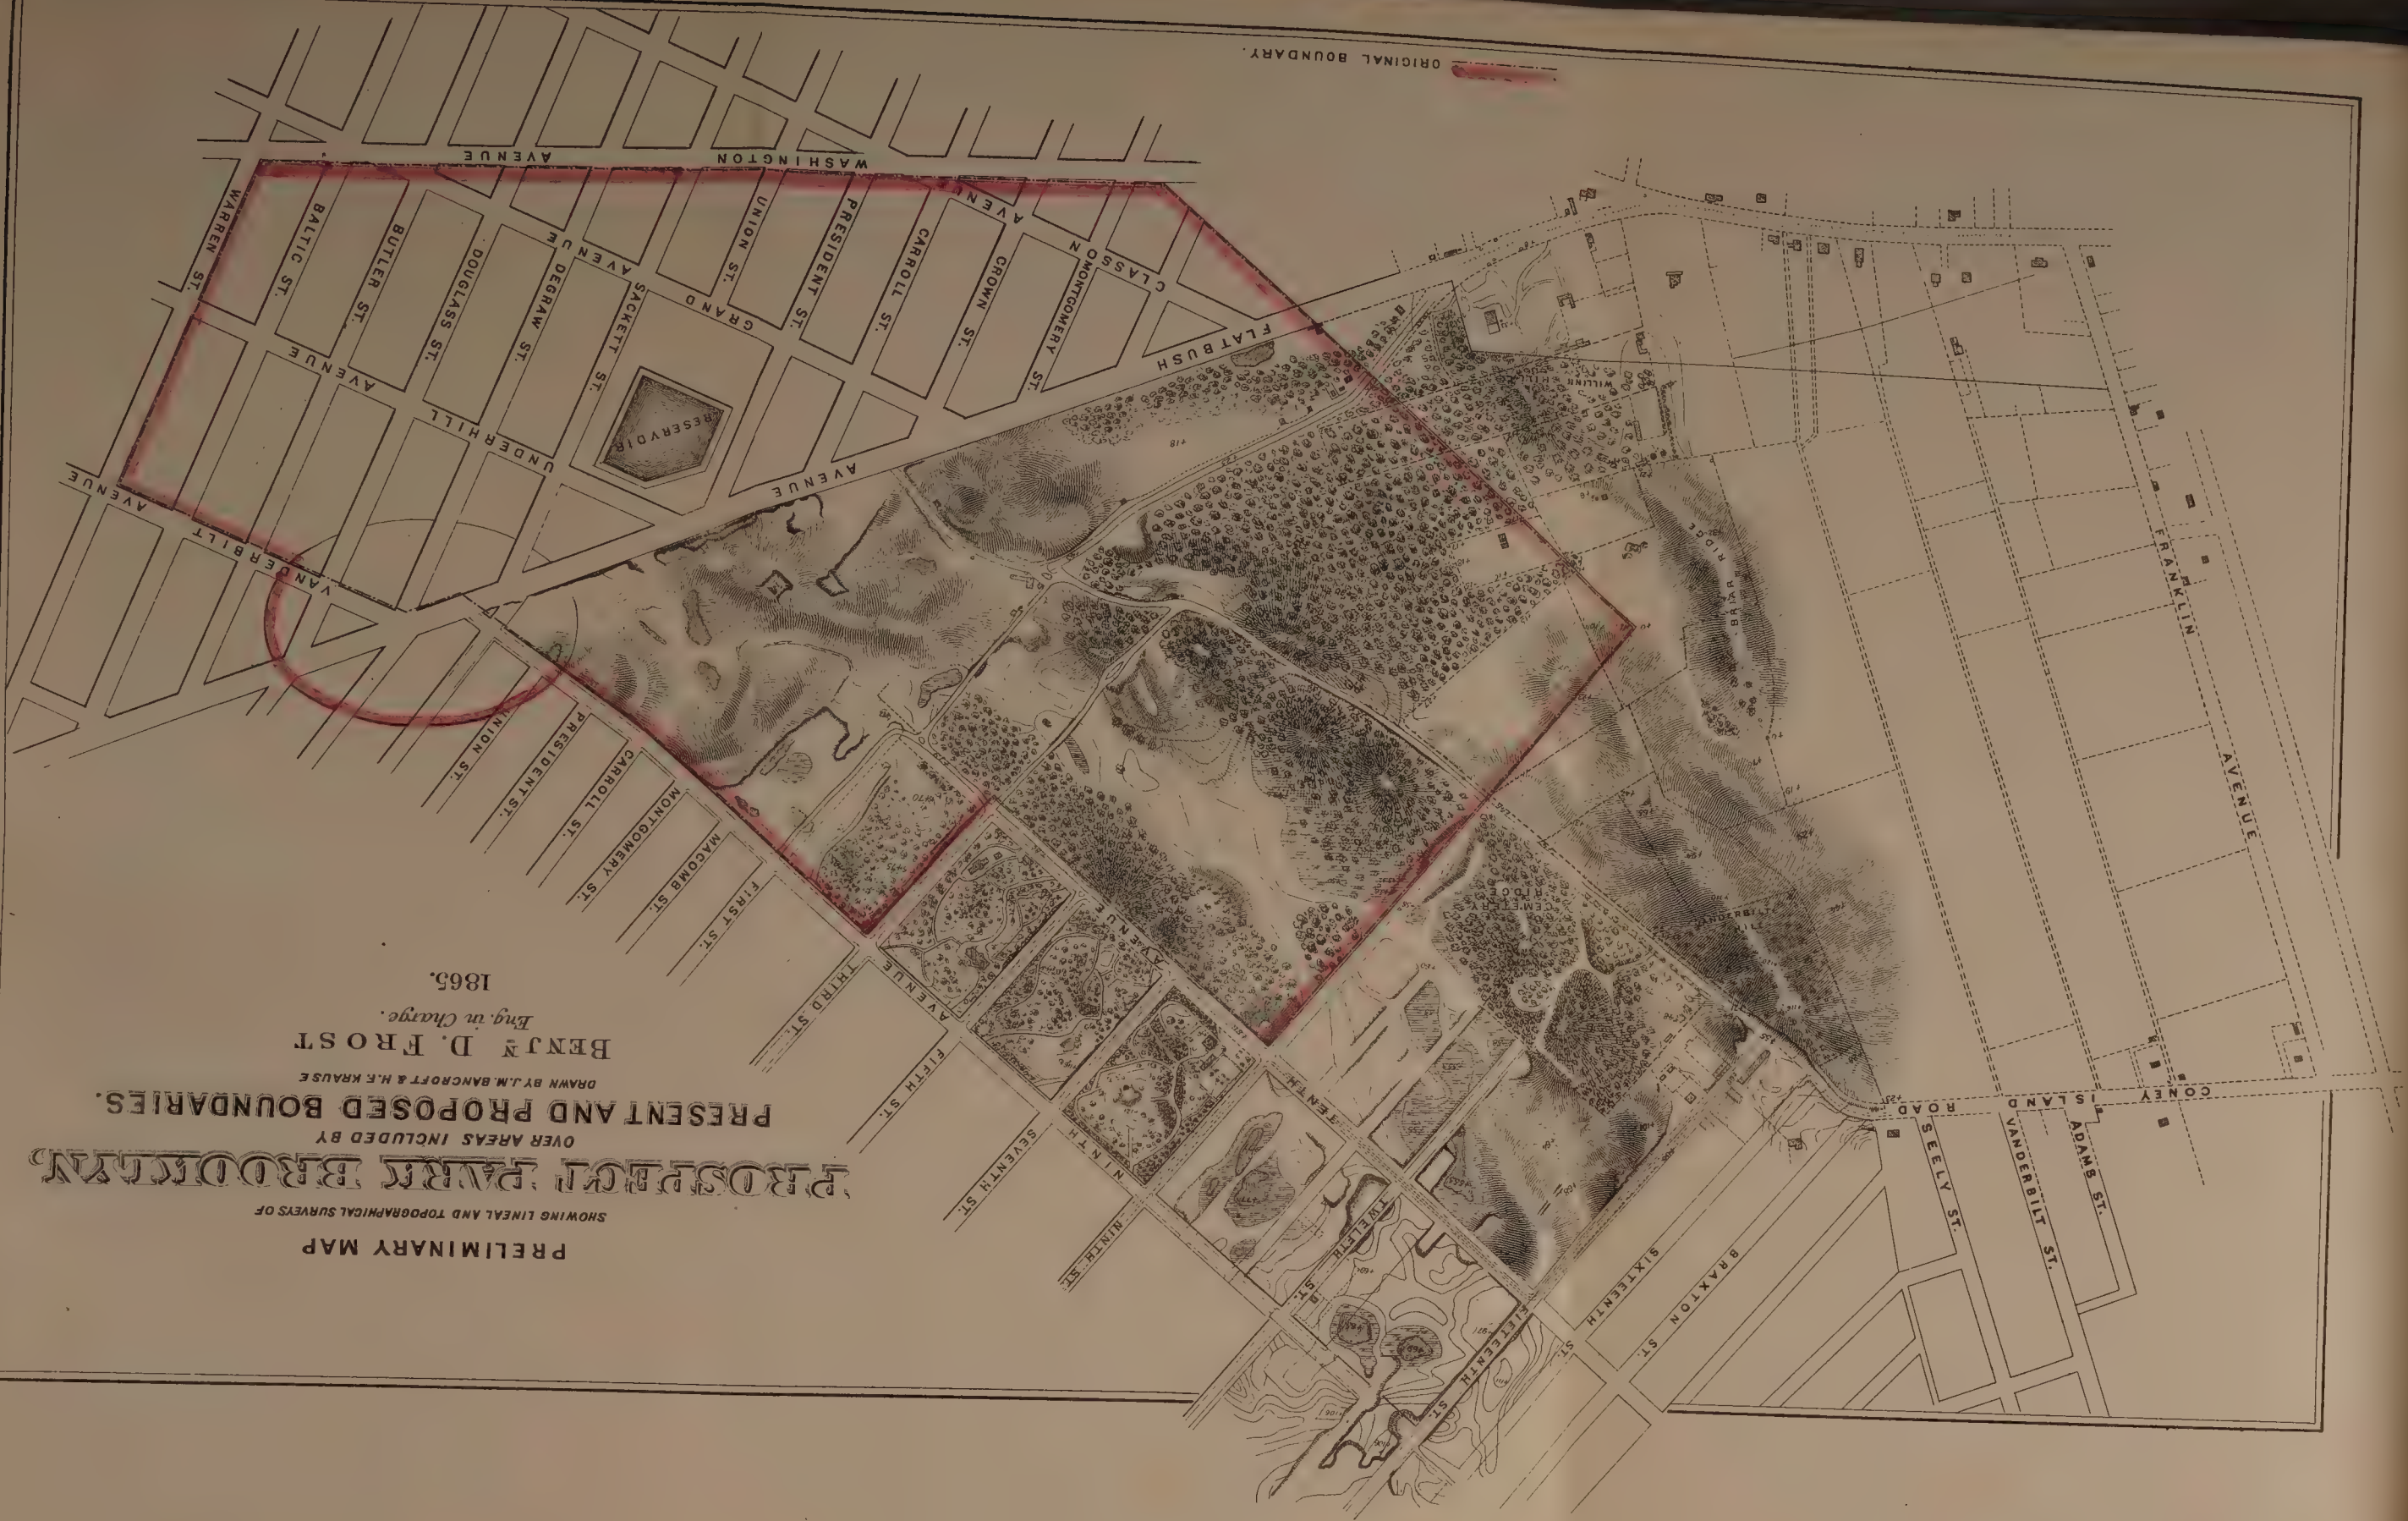 PRELIMINARY MAP
SHOWING LINEAL AND TOPOGRAPHICAL SURVEYS OF
PROSPECT PARK BROOKLYN,
OVER AREAS INCLUDED BY
PRESENT AND PROPOSED BOUNDARIES.
DRAWN BY J.M. BANCROFT & H.F. KRAUSE
BENJN. D. FROST
Eng. in Charge.
1865.
ORIGINAL BOUNDARY.
WASHINGTON AVENUE
WARREN ST.
BALTIC ST.
BUTLER ST.
DOUGLASS ST.
DEGRAW ST.
SACKETT ST.
UNION ST.
PRESIDENT ST.
CARROLL ST.
CROWN ST.
MONTGOMERY ST.
CLASSON AVEN
GRAND AVENUE
UNDERHILL AVENUE
VANDERBILT AVENUE
FLATBUSH AVENUE
RESERVOIR
UNION ST.
PRESIDENT ST.
CARROLL ST.
MONTGOMERY ST.
MACOMB ST.
FIRST ST.
THIRD ST.
FIFTH ST.
SEVENTH ST.
NINTH ST.
NINTH AVENUE
TENTH AVENUE
TWELFTH ST.
FIFTEENTH ST.
SIXTEENTH ST.
BRAXTON ST.
CEMETERY RIDGE
VANDERBILT HILL
BRIAR RIDGE
FRANKLIN AVENUE
CONEY ISLAND ROAD
SEELY ST.
VANDERBILT ST.
ADAMS ST.